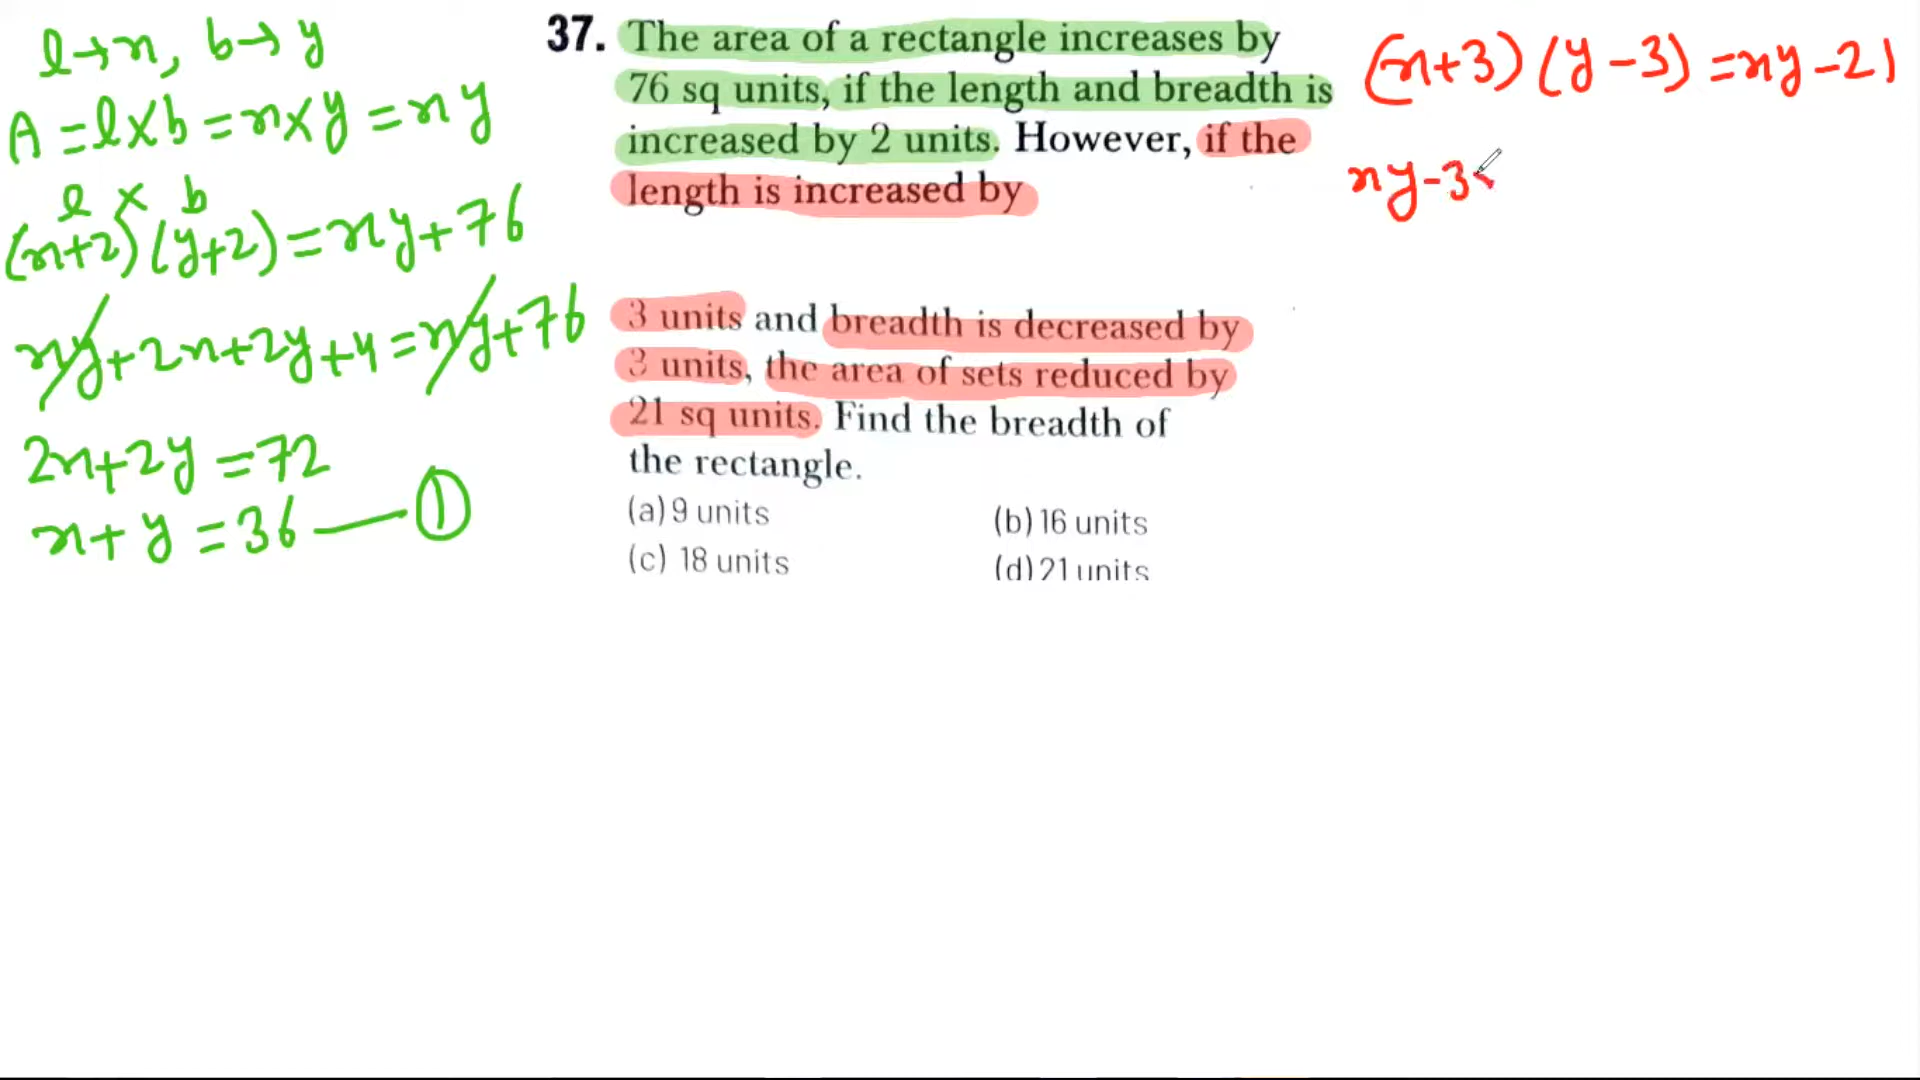 l→x, b→y
A=l×b=x×y=xy
l × b
(x+2)(y+2)=xy+76
xy+2x+2y+4=xy+76
2x+2y=72
x+y=36—①
37. The area of a rectangle increases by
76 sq units, if the length and breadth is
increased by 2 units. However, if the
length is increased by
3 units and breadth is decreased by
3 units, the area of sets reduced by
21 sq units. Find the breadth of
the rectangle.
(a) 9 units (b) 16 units
(c) 18 units (d) 21 units
(x+3)(y-3)=xy-21
xy-3